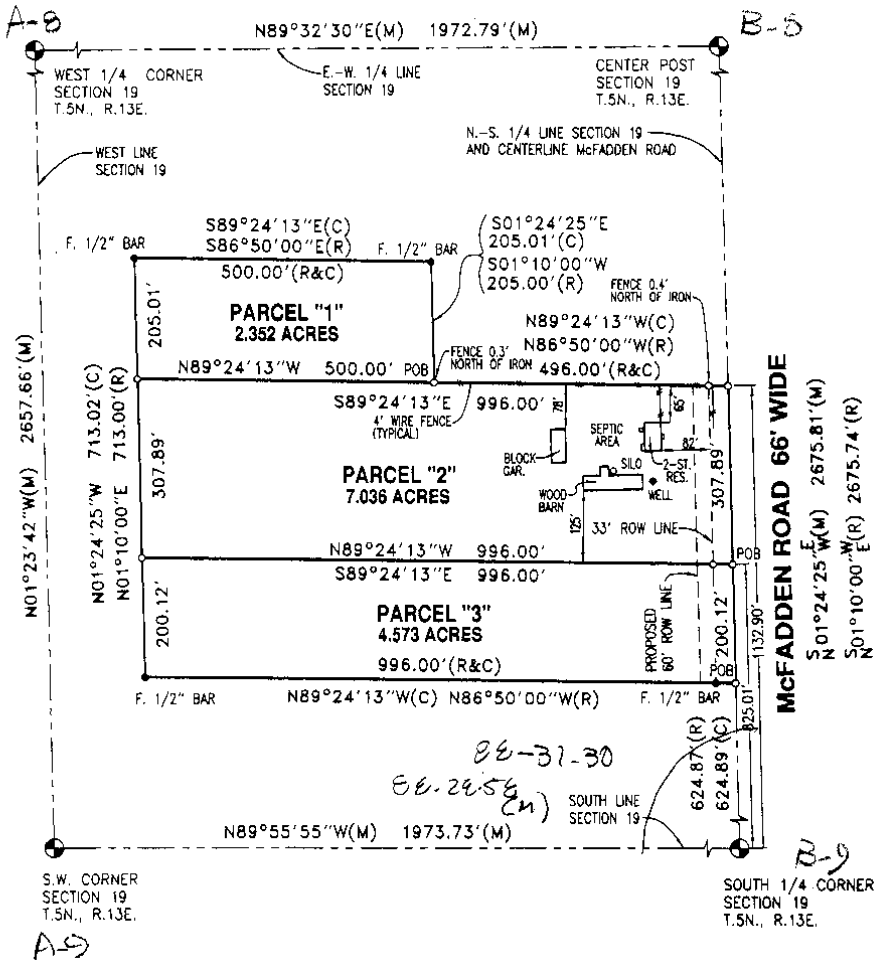 A-8
B-8
N89°32'30"E(M) 1972.79'(M)
WEST 1/4 CORNER
SECTION 19
T.5N., R.13E.
E.-W. 1/4 LINE
SECTION 19
CENTER POST
SECTION 19
T.5N., R.13E.
WEST LINE
SECTION 19
N.-S. 1/4 LINE SECTION 19
AND CENTERLINE McFADDEN ROAD
S89°24'13"E(C)
S86°50'00"E(R)
F. 1/2" BAR
F. 1/2" BAR
500.00'(R&C)
S01°24'25"E
205.01'(C)
S01°10'00"W
205.00'(R)
PARCEL "1"
2.352 ACRES
205.01'
FENCE 0.4'
NORTH OF IRON
N89°24'13"W(C)
N86°50'00"W(R)
496.00'(R&C)
FENCE 0.3'
NORTH OF IRON
N89°24'13"W 500.00' POB
S89°24'13"E 996.00'
4' WIRE FENCE
(TYPICAL)
78'
65'
SEPTIC
AREA
82'
BLOCK
GAR.
2-ST.
RES.
SILO
WELL
WOOD
BARN
125'
PARCEL "2"
7.036 ACRES
307.89'
307.89'
33' ROW LINE
N01°23'42"W(M) 2657.66'(M)
N01°24'25"W 713.02'(C)
N01°10'00"E 713.00'(R)
McFADDEN ROAD 66' WIDE
S E
N01°24'25"W(M) 2675.81'(M)
S W
N01°10'00"E(R) 2675.74'(R)
N89°24'13"W 996.00'
POB
S89°24'13"E 996.00'
PARCEL "3"
4.573 ACRES
200.12'
200.12'
PROPOSED
60' ROW LINE
1132.90'
996.00'(R&C)
POB
F. 1/2" BAR
N89°24'13"W(C) N86°50'00"W(R)
F. 1/2" BAR
825.01'
624.87'(R)
624.89'(C)
(M)
SOUTH LINE
SECTION 19
N89°55'55"W(M) 1973.73'(M)
B-9
S.W. CORNER
SECTION 19
T.5N., R.13E.
SOUTH 1/4 CORNER
SECTION 19
T.5N., R.13E.
A-9